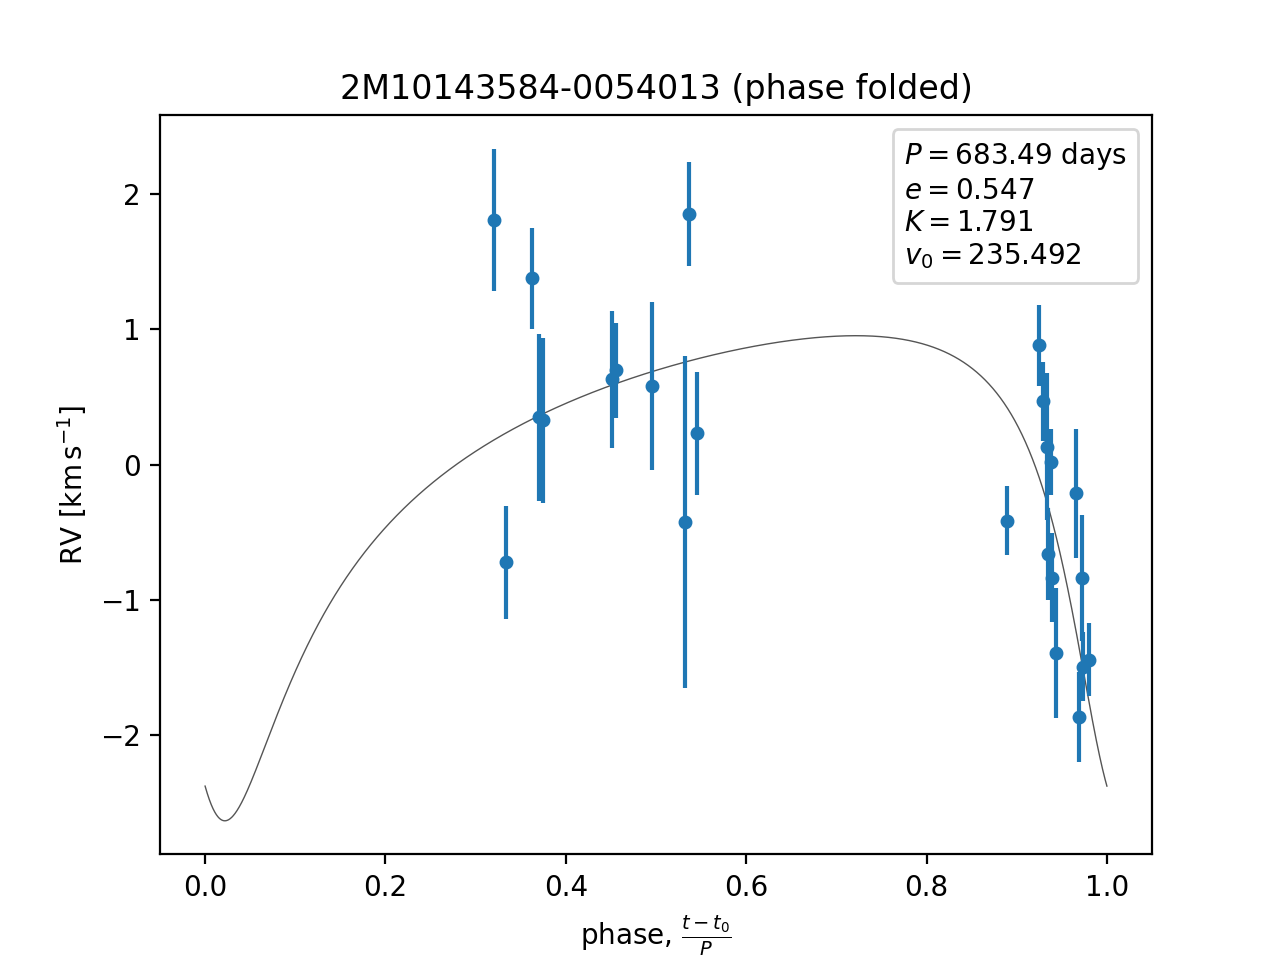 2M10143584-0054013 (phase folded)
P = 683.49 days
e = 0.547
K = 1.791
v₀ = 235.492
RV [km s⁻¹]
2
1
0
−1
−2
0.0 0.2 0.4 0.6 0.8 1.0
phase, (t − t₀)/P